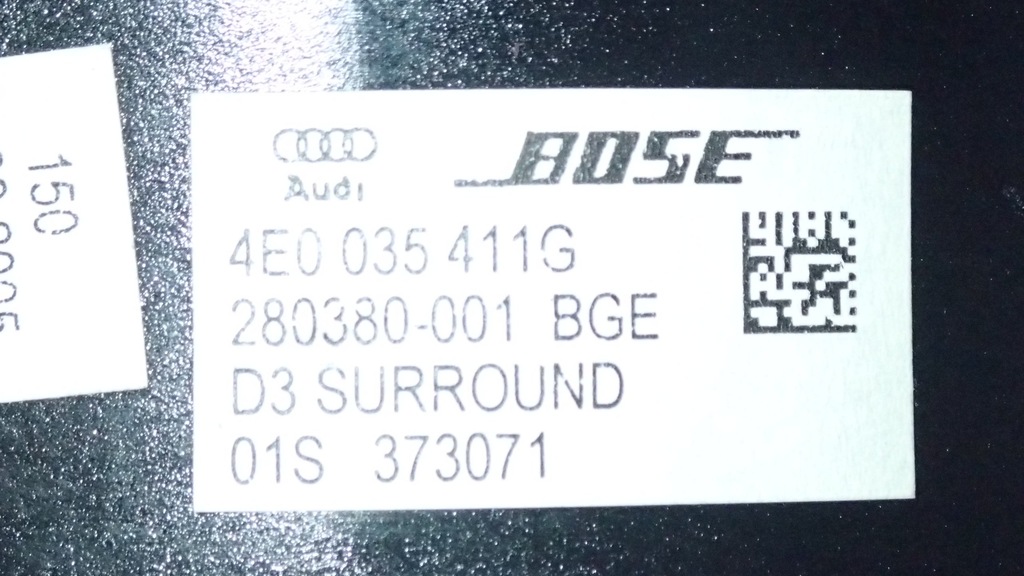 150
Audi
BOSE
4E0 035 411G
280380-001 BGE
D3 SURROUND
01S 373071